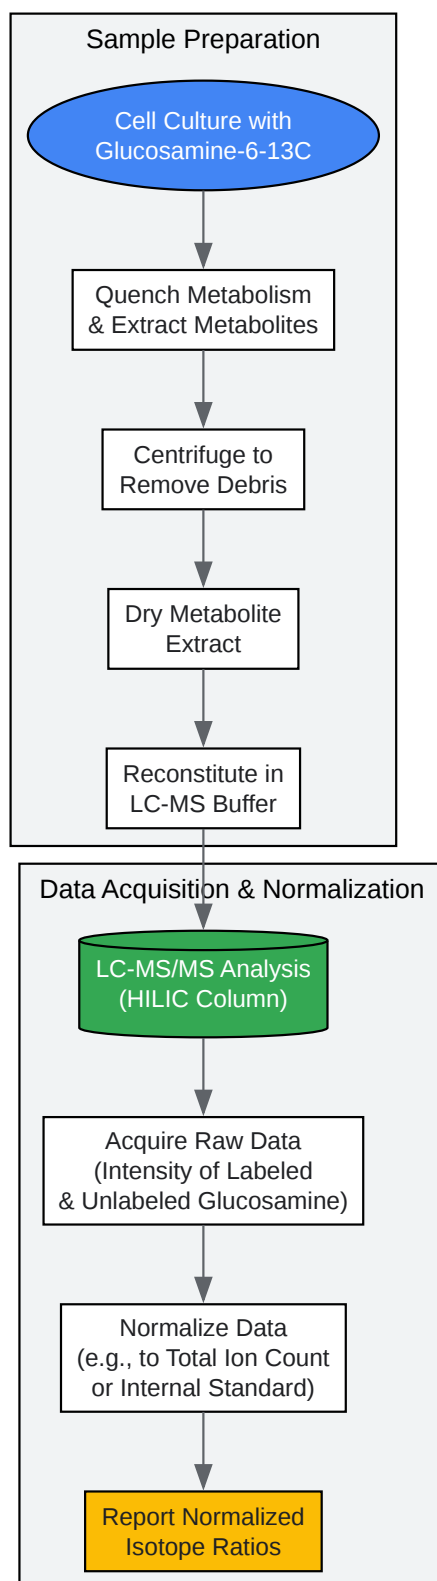 Sample Preparation
Cell Culture with
Glucosamine-6-13C
Quench Metabolism
& Extract Metabolites
Centrifuge to
Remove Debris
Dry Metabolite
Extract
Reconstitute in
LC-MS Buffer
Data Acquisition & Normalization
LC-MS/MS Analysis
(HILIC Column)
Acquire Raw Data
(Intensity of Labeled
& Unlabeled Glucosamine)
Normalize Data
(e.g., to Total Ion Count
or Internal Standard)
Report Normalized
Isotope Ratios